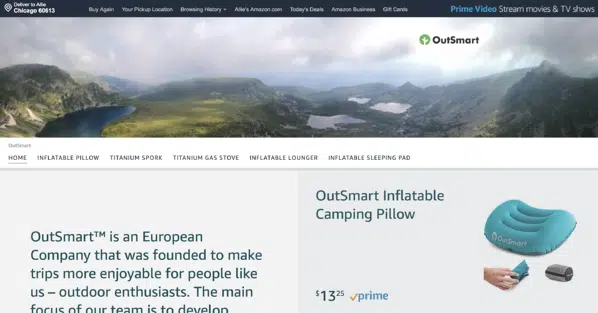 Deliver to Allie
Chicago 60613
Buy Again Your Pickup Location Browsing History Allie's Amazon.com Today's Deals Amazon Business Gift Cards
Prime Video Stream movies & TV shows
OutSmart
OutSmart
HOME INFLATABLE PILLOW TITANIUM SPORK TITANIUM GAS STOVE INFLATABLE LOUNGER INFLATABLE SLEEPING PAD
OutSmart™ is an European
Company that was founded to make
trips more enjoyable for people like
us – outdoor enthusiasts. The main
focus of our team is to develop
OutSmart Inflatable
Camping Pillow
OutSmart
$13.25 prime